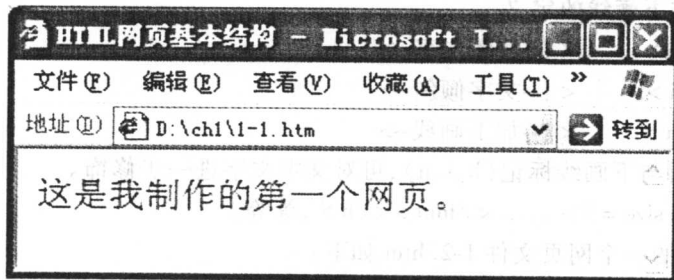 HTML网页基本结构 - Microsoft I...
文件(F) 编辑(E) 查看(V) 收藏(A) 工具(T) »
地址(D) D:\ch1\1-1.htm 转到
这是我制作的第一个网页。